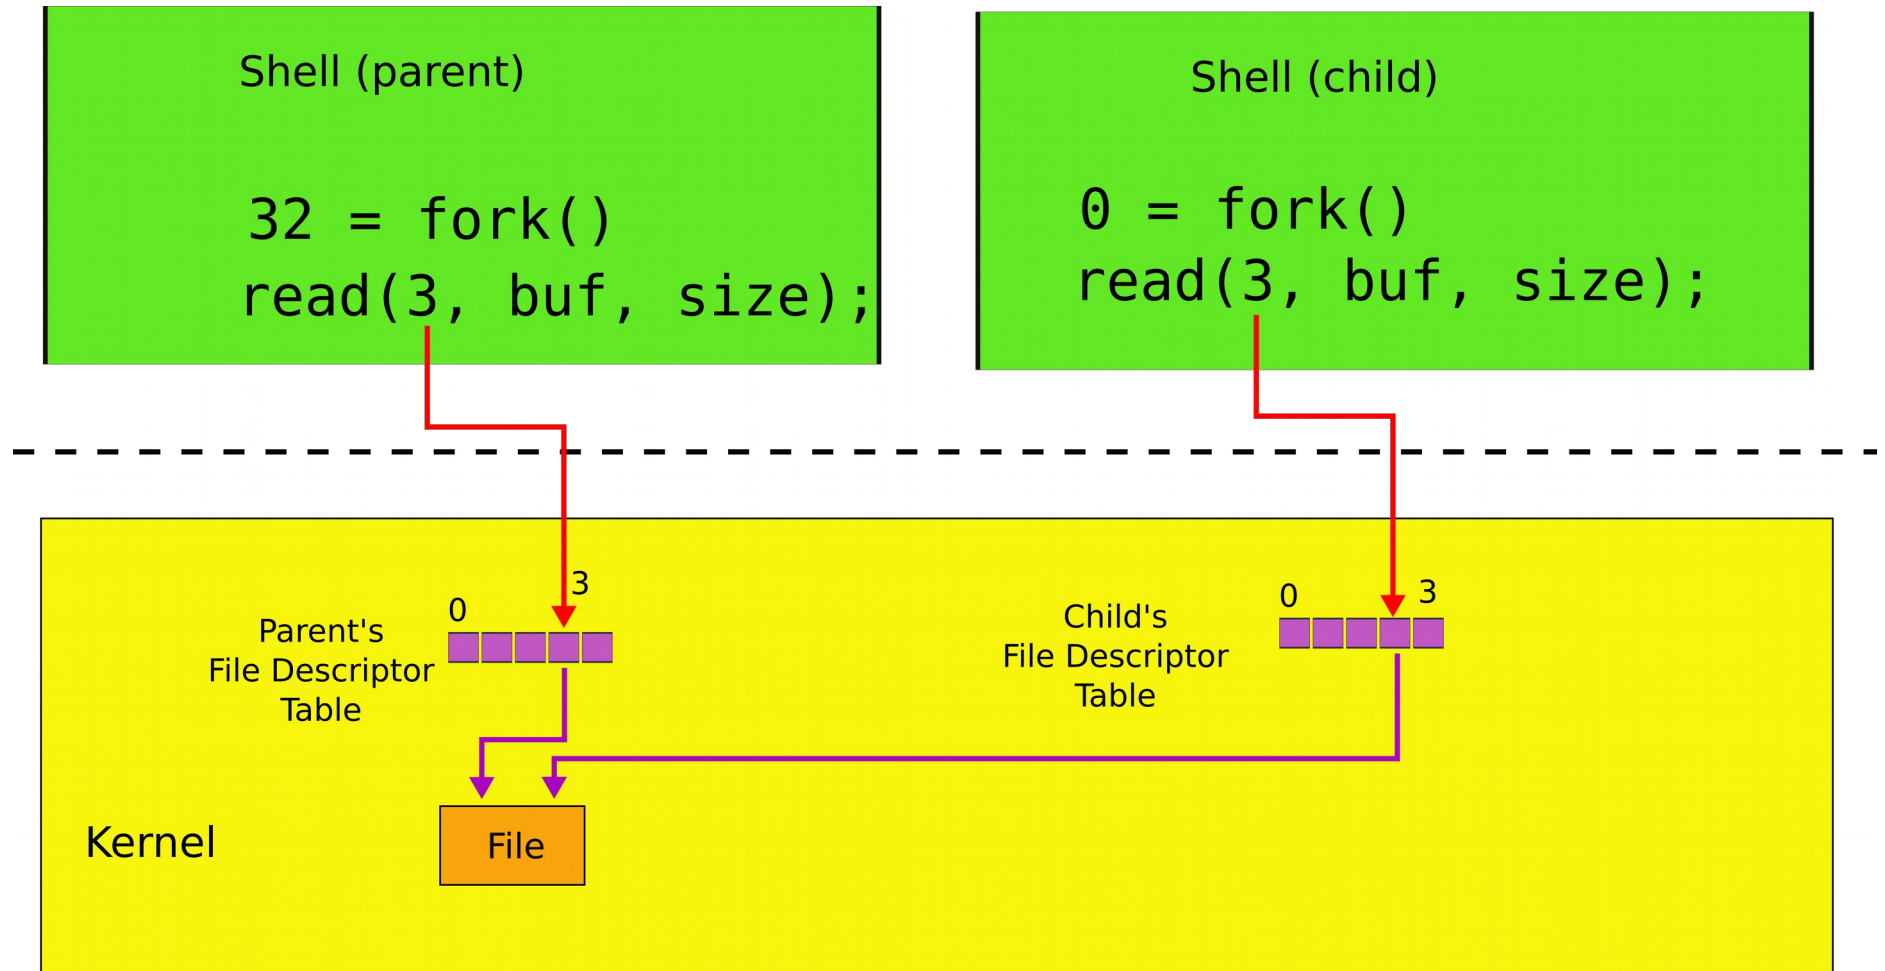 Shell (parent)
32 = fork()
read(3, buf, size);
Shell (child)
0 = fork()
read(3, buf, size);
0
3
Parent's
File Descriptor
Table
0
3
Child's
File Descriptor
Table
Kernel
File